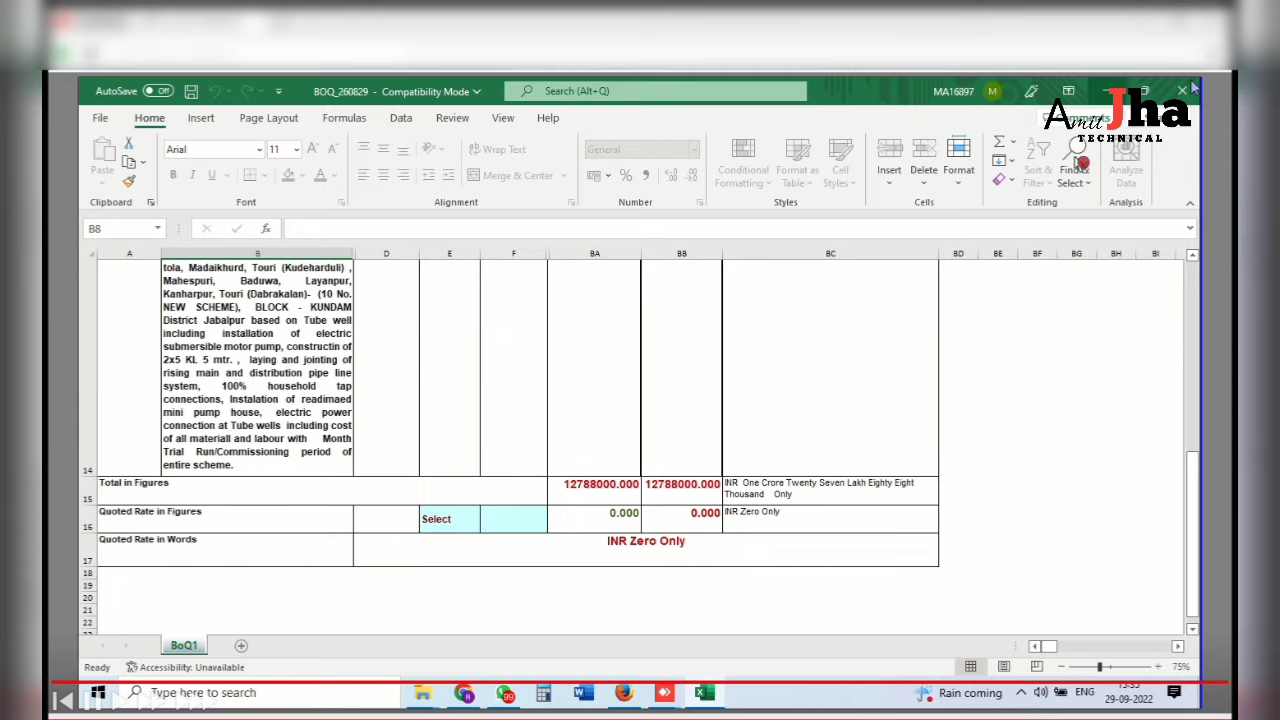 AutoSave Off BOQ_260829 - Compatibility Mode Search (Alt+Q) MA16897 M
Amit Jha
TECHNICAL
File Home Insert Page Layout Formulas Data Review View Help Comments
Arial 11 Wrap Text General
Paste B I U Merge & Center Conditional Formatting Format as Table Cell Styles Insert Delete Format Sort & Filter Find & Select Analyze Data
Clipboard Font Alignment Number Styles Cells Editing Analysis
B8 fx
A B D E F BA BB BC BD BE BF BG BH BI
tola, Madaikhurd, Touri (Kudeharduli) ,
Mahespuri, Baduwa, Layanpur,
Kanharpur, Touri (Dabrakalan)- (10 No.
NEW SCHEME), BLOCK - KUNDAM
District Jabalpur based on Tube well
including installation of electric
submersible motor pump, constructin of
2x5 KL 5 mtr. , laying and jointing of
rising main and distribution pipe line
system, 100% household tap
connections, Instalation of readimaed
mini pump house, electric power
connection at Tube wells including cost
of all materiall and labour with Month
Trial Run/Commissioning period of
entire scheme.
14
Total in Figures 12788000.000 12788000.000 INR One Crore Twenty Seven Lakh Eighty Eight
Thousand Only
15
Quoted Rate in Figures Select 0.000 0.000 INR Zero Only
16
Quoted Rate in Words INR Zero Only
17
18
19
20
21
22
BoQ1
Ready Accessibility: Unavailable 75%
Type here to search 99 Rain coming ENG
29-09-2022